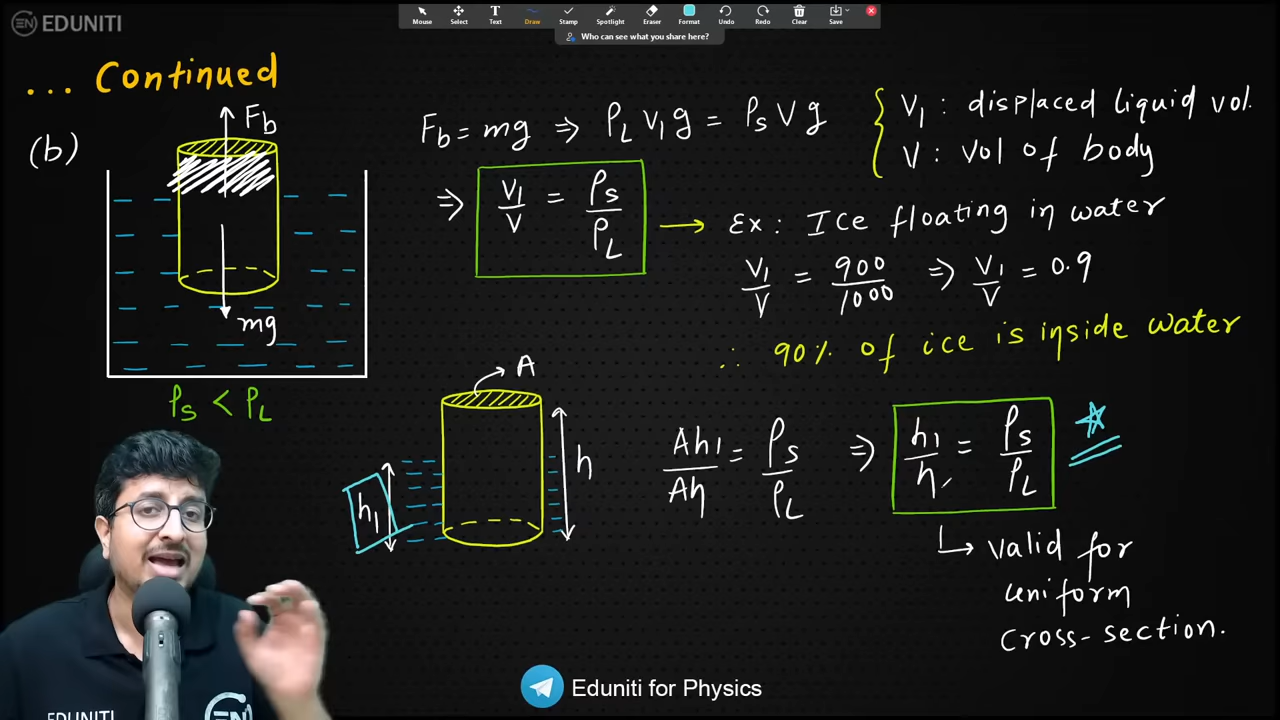 EDUNITI
Mouse Select Text Draw Stamp Spotlight Eraser Format Undo Redo Clear Save
Who can see what you share here?
... Continued
(b)
Fb
mg
ρs < ρL
Fb = mg ⇒ ρL V1 g = ρs V g
V1 : displaced liquid vol.
V : vol of body
⇒ V1/V = ρs/ρL
Ex: Ice floating in water
V1/V = 900/1000 ⇒ V1/V = 0.9
∴ 90% of ice is inside water
A
h
h1
Ah1/Ah = ρs/ρL ⇒ h1/h = ρs/ρL
valid for
uniform
cross-section.
Eduniti for Physics
EDUNITI